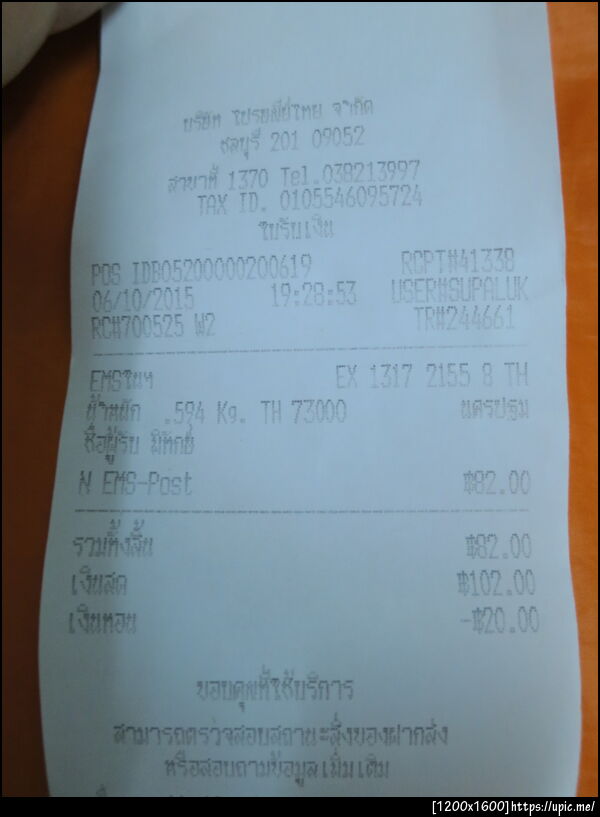 บริษัท ไปรษณีย์ไทย จำกัด
ชลบุรี 201 09052
สาขาที่ 1370 Tel.038213997
TAX ID. 0105546095724
ใบรับเงิน
POS IDB05200000200619 RCPT#41338
06/10/2015 19:28:53 USER#SUPALUK
RC#700525 W2 TR#244661
EMSในฯ EX 1317 2155 8 TH
น้ำหนัก .594 Kg. TH 73000 นครปฐม
ชื่อผู้รับ พิทักย์
N EMS-Post ฿82.00
รวมทั้งสิ้น ฿82.00
เงินสด ฿102.00
เงินทอน -฿20.00
ขอบคุณที่ใช้บริการ
สามารถตรวจสอบสถานะสิ่งของฝากส่ง
หรือสอบถามข้อมูลเพิ่มเติม
[1200x1600]https://upic.me/